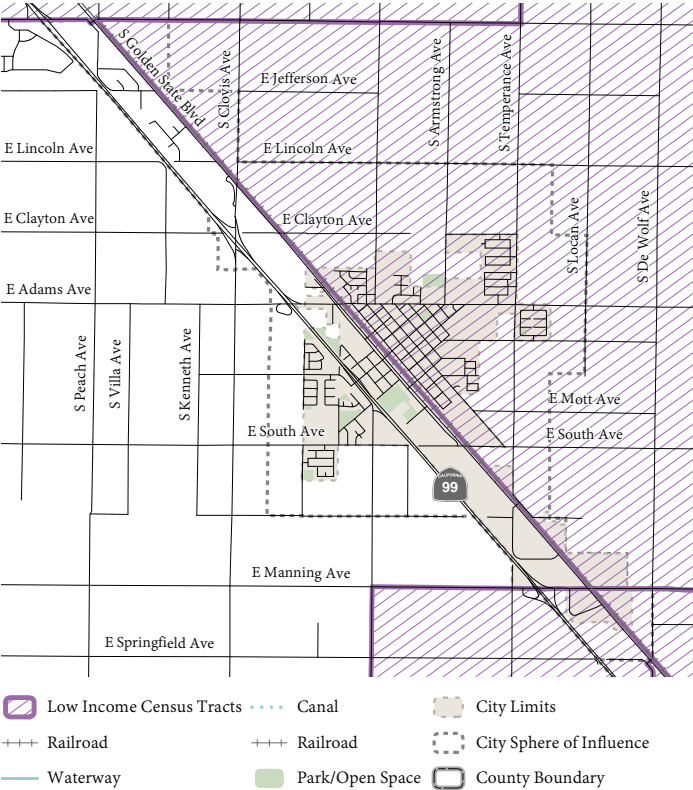 S Golden State Blvd
S Clovis Ave
E Jefferson Ave
S Armstrong Ave
S Temperance Ave
E Lincoln Ave
E Lincoln Ave
E Clayton Ave
E Clayton Ave
S Locan Ave
S De Wolf Ave
E Adams Ave
S Peach Ave
S Villa Ave
S Kenneth Ave
E Mott Ave
E South Ave
E South Ave
CALIFORNIA
99
E Manning Ave
E Springfield Ave
Low Income Census Tracts
Canal
City Limits
Railroad
Railroad
City Sphere of Influence
Waterway
Park/Open Space
County Boundary